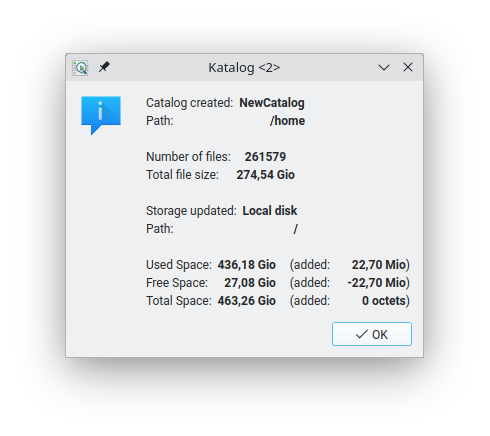 Katalog <2>
Catalog created: NewCatalog
Path: /home
Number of files: 261579
Total file size: 274,54 Gio
Storage updated: Local disk
Path: /
Used Space: 436,18 Gio (added: 22,70 Mio)
Free Space: 27,08 Gio (added: -22,70 Mio)
Total Space: 463,26 Gio (added: 0 octets)
OK